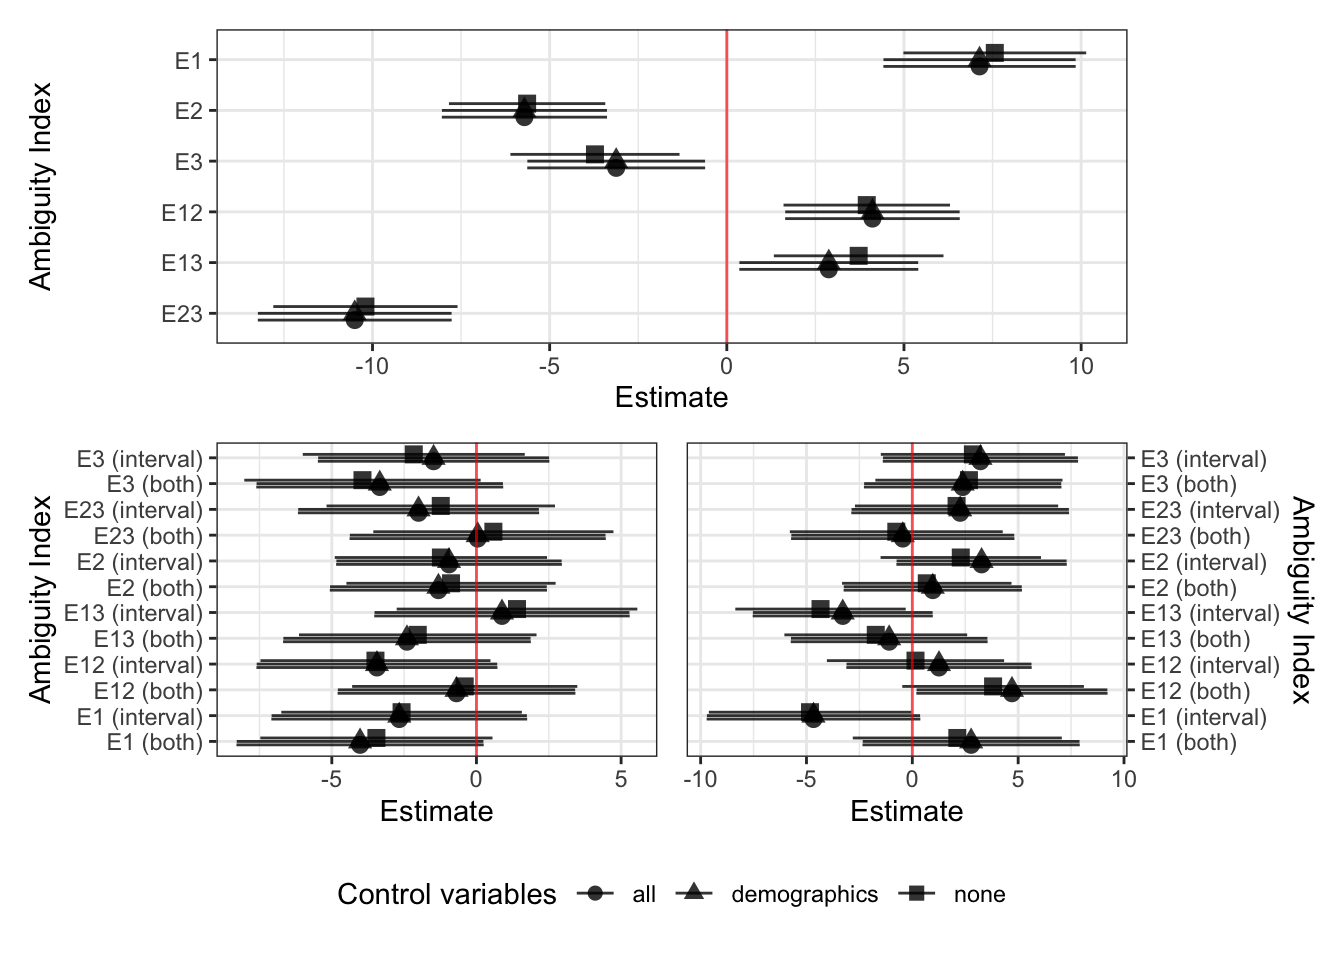 Ambiguity Index
E1
E2
E3
E12
E13
E23
-10 -5 0 5 10
Estimate
Ambiguity Index
E3 (interval)
E3 (both)
E23 (interval)
E23 (both)
E2 (interval)
E2 (both)
E13 (interval)
E13 (both)
E12 (interval)
E12 (both)
E1 (interval)
E1 (both)
-5 0 5
Estimate
E3 (interval)
E3 (both)
E23 (interval)
E23 (both)
E2 (interval)
E2 (both)
E13 (interval)
E13 (both)
E12 (interval)
E12 (both)
E1 (interval)
E1 (both)
Ambiguity Index
-10 -5 0 5 10
Estimate
Control variables all demographics none